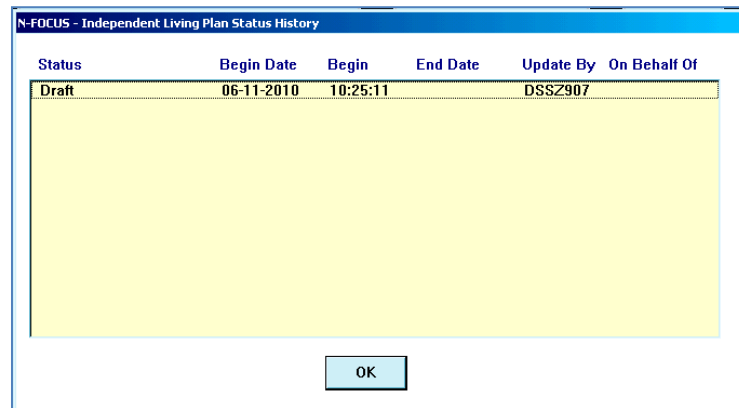 N-FOCUS - Independent Living Plan Status History
Status Begin Date Begin End Date Update By On Behalf Of
Draft 06-11-2010 10:25:11 DSSZ907
OK